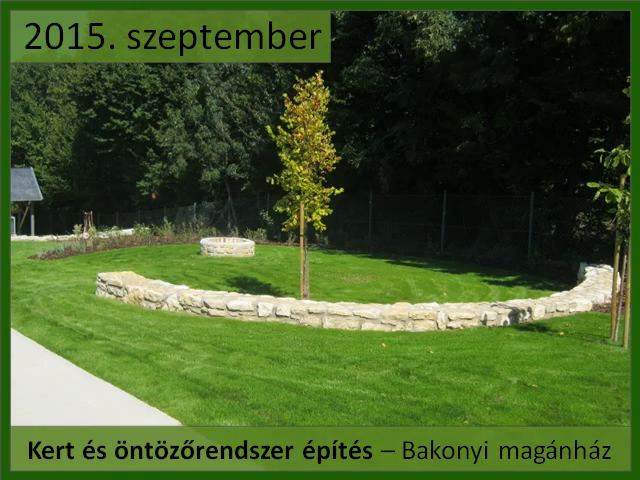 2015. szeptember
Kert és öntözőrendszer építés – Bakonyi magánház